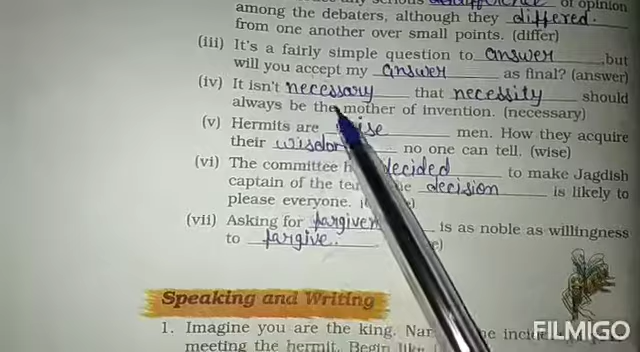 of opinion
among the debaters, although they differed.
from one another over small points. (differ)
(iii) It's a fairly simple question to answer, but
will you accept my answer as final? (answer)
(iv) It isn't necessary that necessity should
always be the mother of invention. (necessary)
(v) Hermits are men. How they acquire
their no one can tell. (wise)
(vi) The committee decided to make Jagdish
captain of the decision is likely to
please everyone.
(vii) Asking for is as noble as willingness
to fargive.
Speaking and Writing
1. Imagine you are the king.
meeting the hermit. Begin
FILMIGO